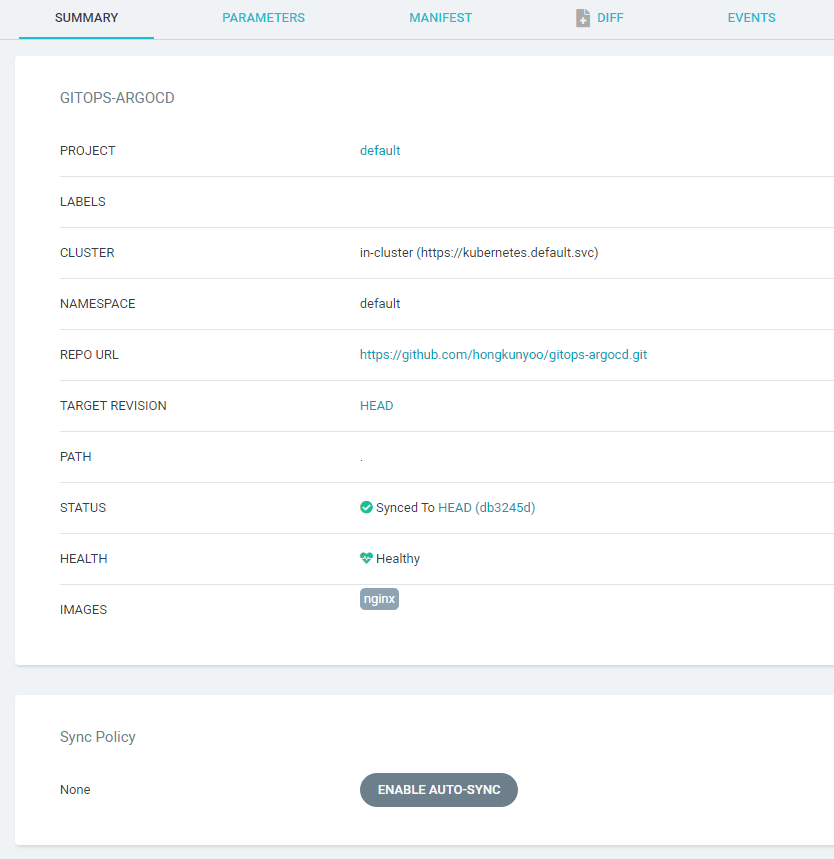 SUMMARY PARAMETERS MANIFEST DIFF EVENTS
GITOPS-ARGOCD
PROJECT default
LABELS
CLUSTER in-cluster (https://kubernetes.default.svc)
NAMESPACE default
REPO URL https://github.com/hongkunyoo/gitops-argocd.git
TARGET REVISION HEAD
PATH .
STATUS Synced To HEAD (db3245d)
HEALTH Healthy
IMAGES nginx
Sync Policy
None ENABLE AUTO-SYNC